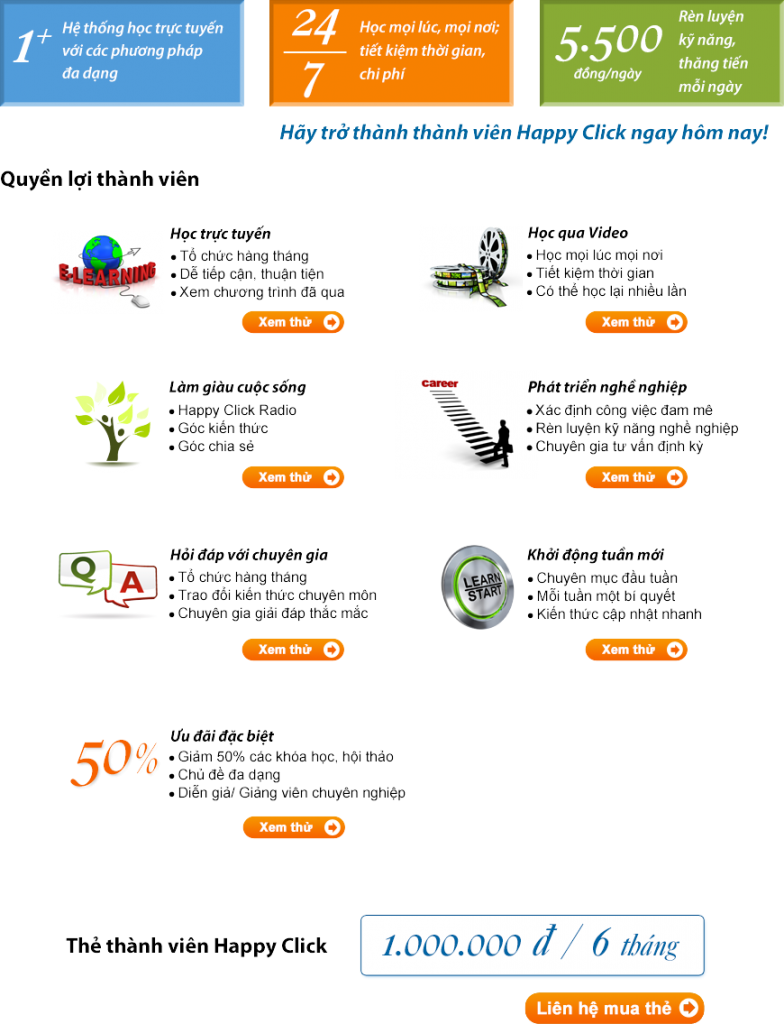 1+
Hệ thống học trực tuyến
với các phương pháp
đa dạng
24
7
Học mọi lúc, mọi nơi;
tiết kiệm thời gian,
chi phí
5.500
đồng/ngày
Rèn luyện
kỹ năng,
thăng tiến
mỗi ngày
Hãy trở thành thành viên Happy Click ngay hôm nay!
Quyền lợi thành viên
E-LEARNING
Học trực tuyến
• Tổ chức hàng tháng
• Dễ tiếp cận, thuận tiện
• Xem chương trình đã qua
Xem thử
Học qua Video
• Học mọi lúc mọi nơi
• Tiết kiệm thời gian
• Có thể học lại nhiều lần
Xem thử
Làm giàu cuộc sống
• Happy Click Radio
• Góc kiến thức
• Góc chia sẻ
Xem thử
career
Phát triển nghề nghiệp
• Xác định công việc đam mê
• Rèn luyện kỹ năng nghề nghiệp
• Chuyên gia tư vấn định kỳ
Xem thử
Q A
Hỏi đáp với chuyên gia
• Tổ chức hàng tháng
• Trao đổi kiến thức chuyên môn
• Chuyên gia giải đáp thắc mắc
Xem thử
LEARN
START
Khởi động tuần mới
• Chuyên mục đầu tuần
• Mỗi tuần một bí quyết
• Kiến thức cập nhật nhanh
Xem thử
50%
Ưu đãi đặc biệt
• Giảm 50% các khóa học, hội thảo
• Chủ đề đa dạng
• Diễn giả/ Giảng viên chuyên nghiệp
Xem thử
Thẻ thành viên Happy Click
1.000.000 đ / 6 tháng
Liên hệ mua thẻ